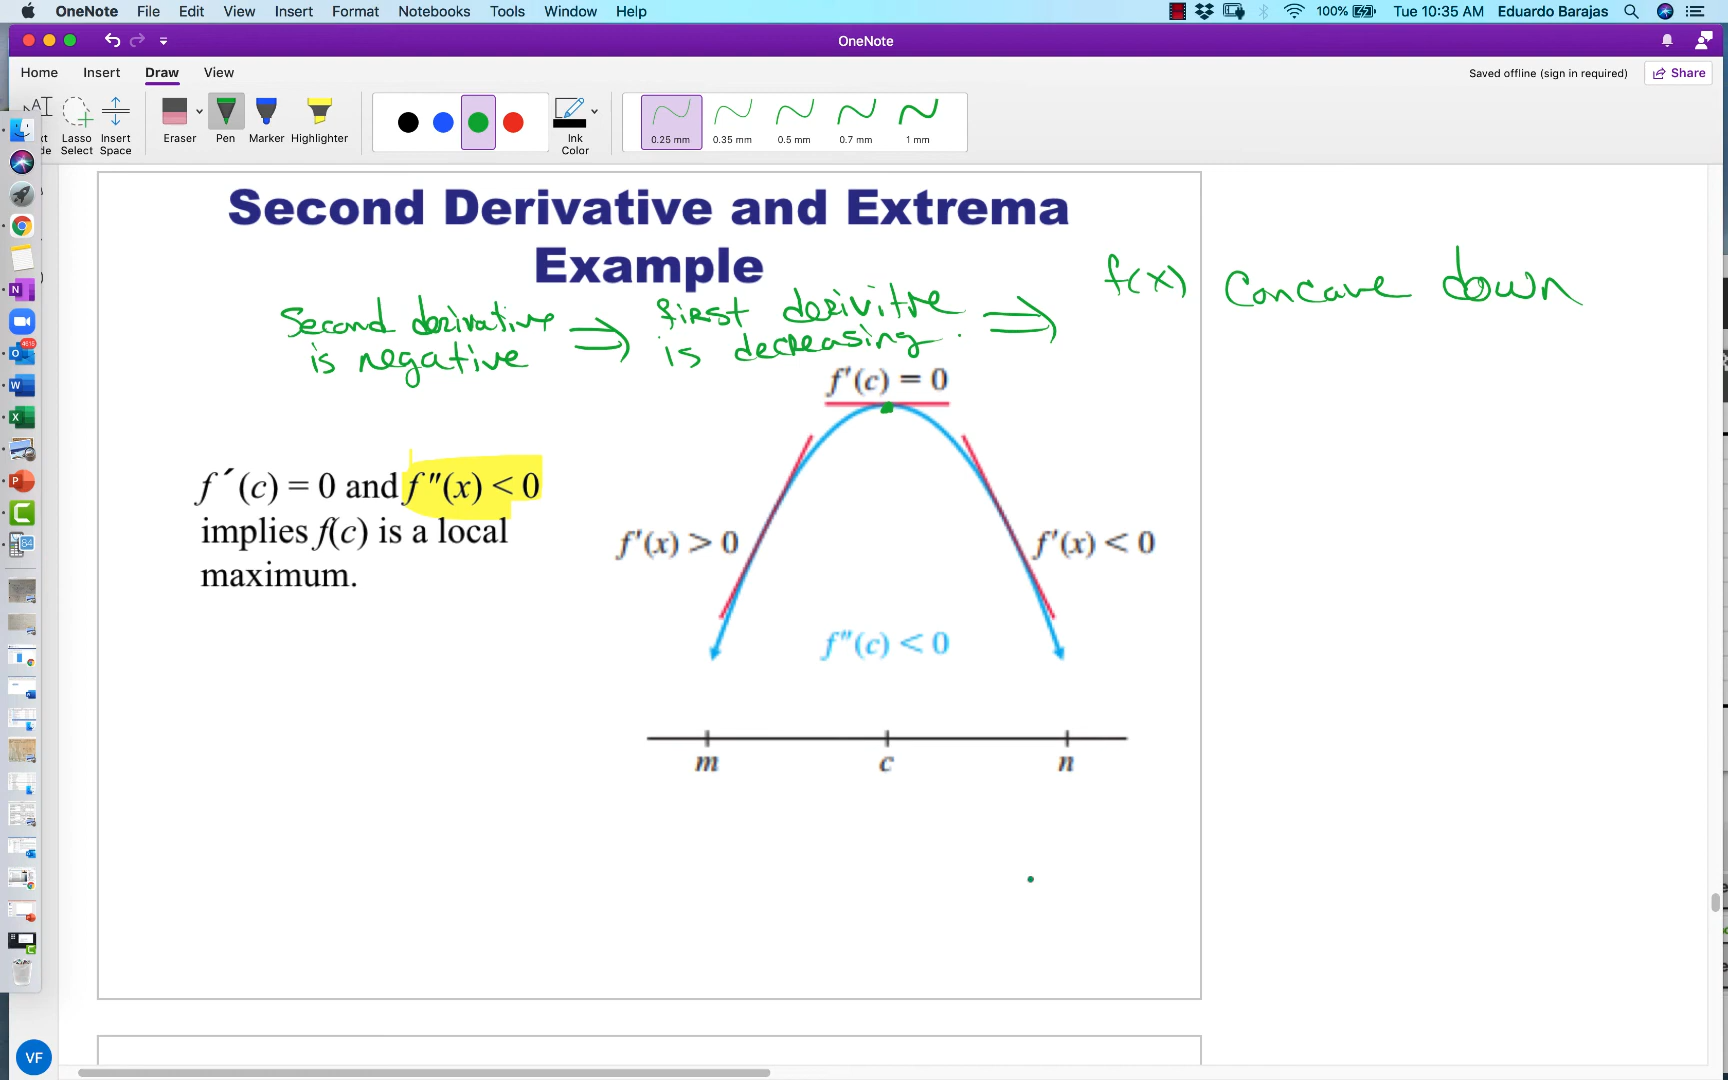 OneNote File Edit View Insert Format Notebooks Tools Window Help 100% Tue 10:35 AM Eduardo Barajas
OneNote
Home Insert Draw View Saved offline (sign in required) Share
Lasso Select Insert Space Eraser Pen Marker Highlighter Ink Color 0.25 mm 0.35 mm 0.5 mm 0.7 mm 1 mm
Second Derivative and Extrema
Example
Second derivative ⇒ first derivitve ⇒ f(x) concave down
is negative is decreasing
f'(c) = 0
f´(c) = 0 and f"(x) < 0
implies f(c) is a local
maximum.
f'(x) > 0 f'(x) < 0
f"(c) < 0
m c n
VF